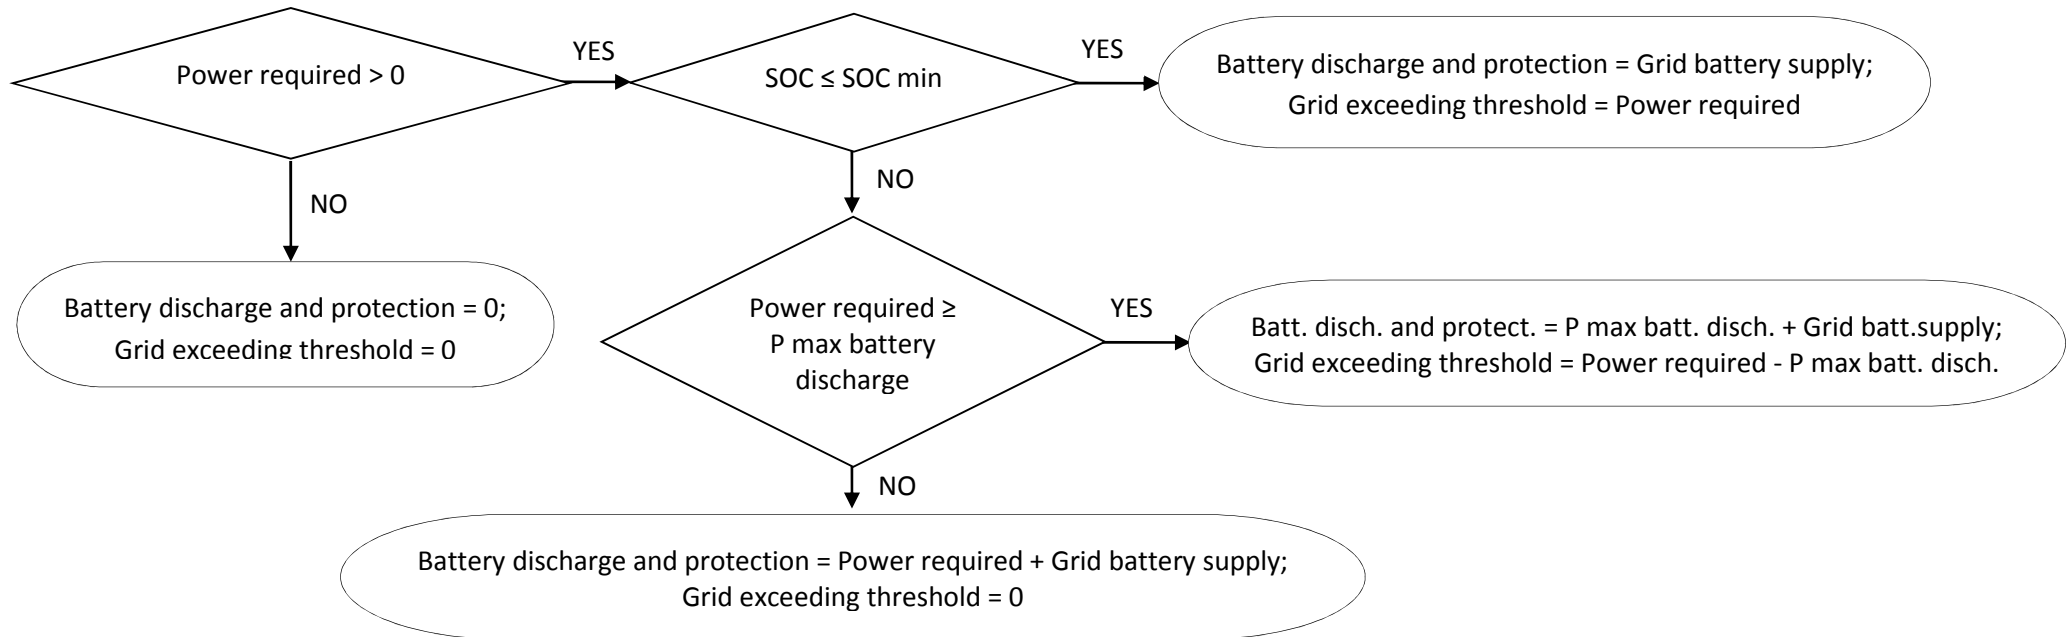 Power required > 0
YES
SOC ≤ SOC min
YES
Battery discharge and protection = Grid battery supply;
Grid exceeding threshold = Power required
NO
NO
Battery discharge and protection = 0;
Grid exceeding threshold = 0
Power required ≥
P max battery
discharge
YES
Batt. disch. and protect. = P max batt. disch. + Grid batt.supply;
Grid exceeding threshold = Power required - P max batt. disch.
NO
Battery discharge and protection = Power required + Grid battery supply;
Grid exceeding threshold = 0